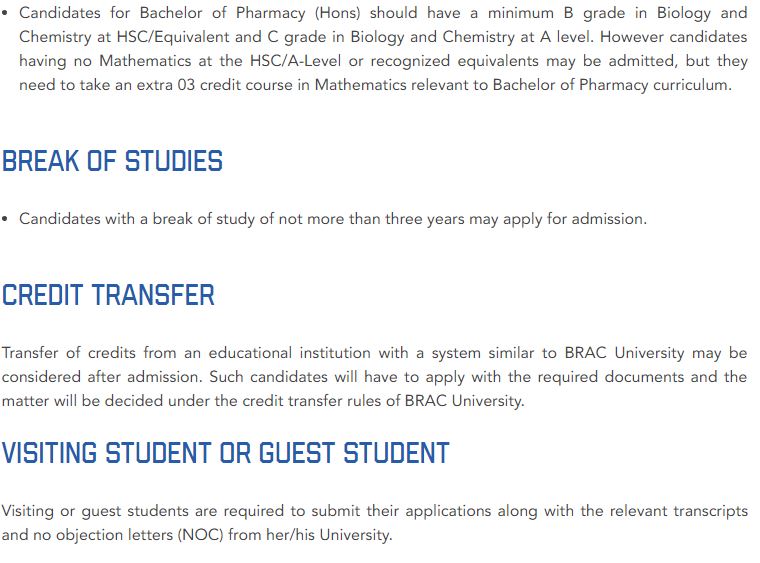 • Candidates for Bachelor of Pharmacy (Hons) should have a minimum B grade in Biology and
Chemistry at HSC/Equivalent and C grade in Biology and Chemistry at A level. However candidates
having no Mathematics at the HSC/A-Level or recognized equivalents may be admitted, but they
need to take an extra 03 credit course in Mathematics relevant to Bachelor of Pharmacy curriculum.
BREAK OF STUDIES
• Candidates with a break of study of not more than three years may apply for admission.
CREDIT TRANSFER
Transfer of credits from an educational institution with a system similar to BRAC University may be
considered after admission. Such candidates will have to apply with the required documents and the
matter will be decided under the credit transfer rules of BRAC University.
VISITING STUDENT OR GUEST STUDENT
Visiting or guest students are required to submit their applications along with the relevant transcripts
and no objection letters (NOC) from her/his University.